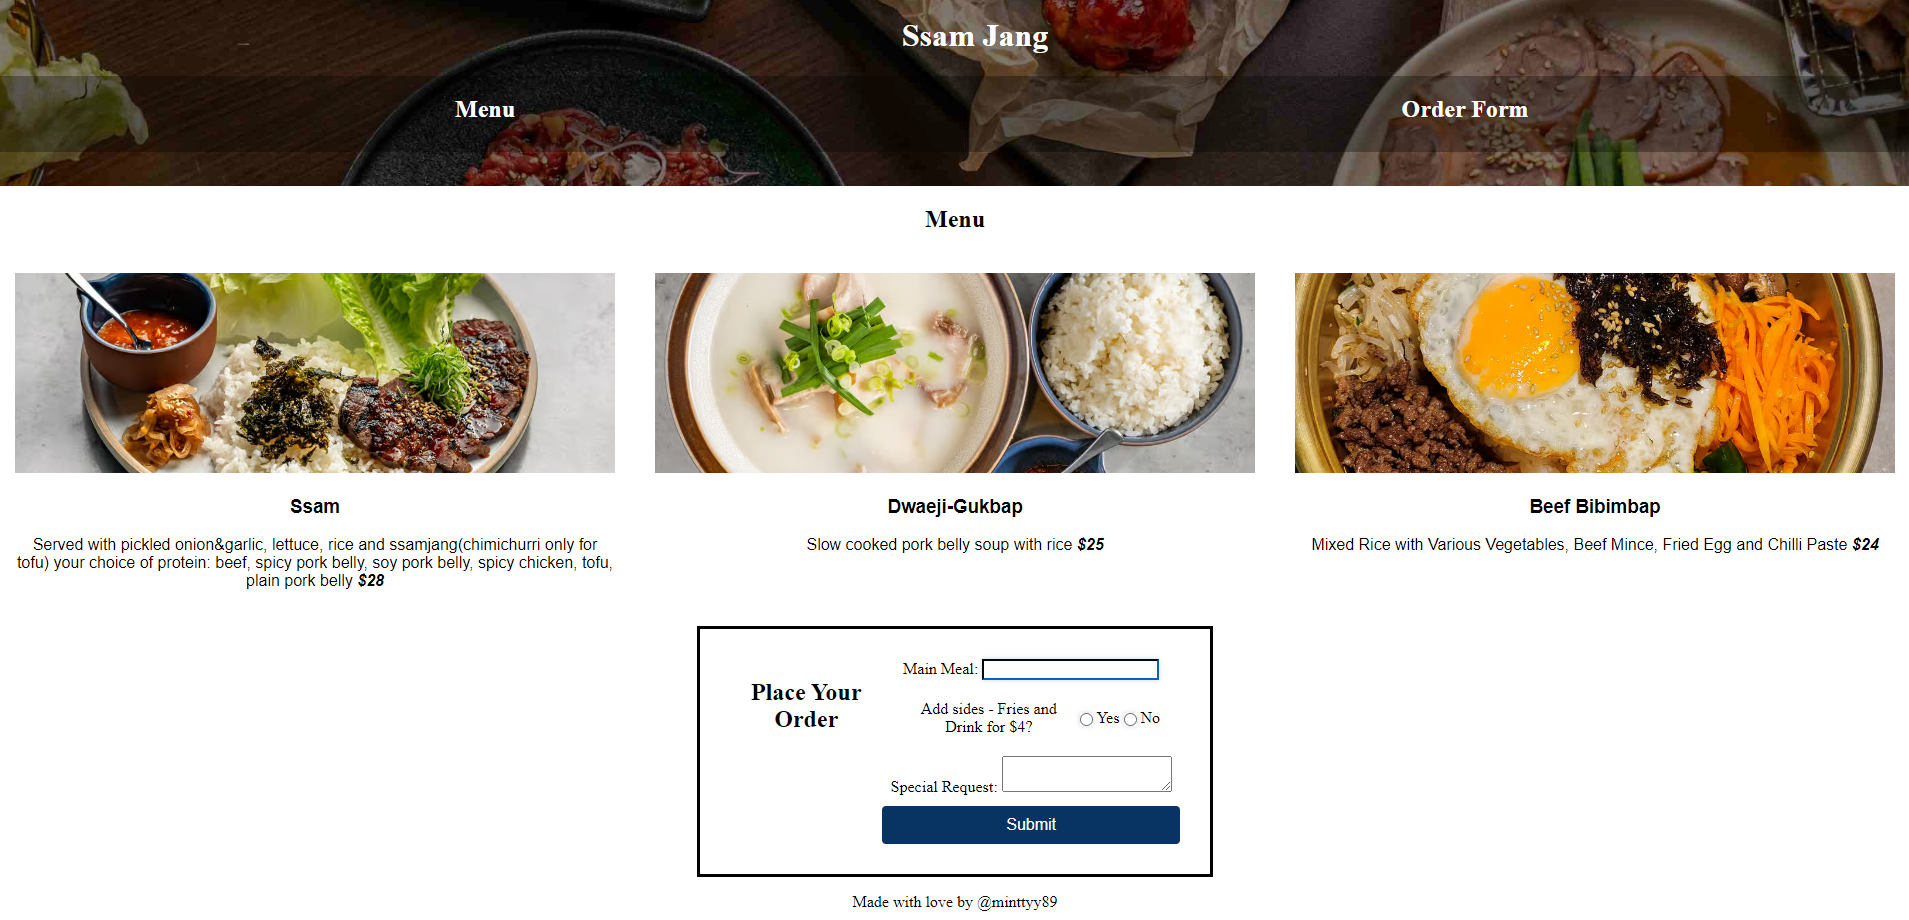 Ssam Jang
Menu
Order Form
Menu
Ssam
Served with pickled onion&garlic, lettuce, rice and ssamjang(chimichurri only for
tofu) your choice of protein: beef, spicy pork belly, soy pork belly, spicy chicken, tofu,
plain pork belly $28
Dwaeji-Gukbap
Slow cooked pork belly soup with rice $25
Beef Bibimbap
Mixed Rice with Various Vegetables, Beef Mince, Fried Egg and Chilli Paste $24
Place Your
Order
Main Meal:
Add sides - Fries and
Drink for $4?
Yes No
Special Request:
Submit
Made with love by @minttyy89